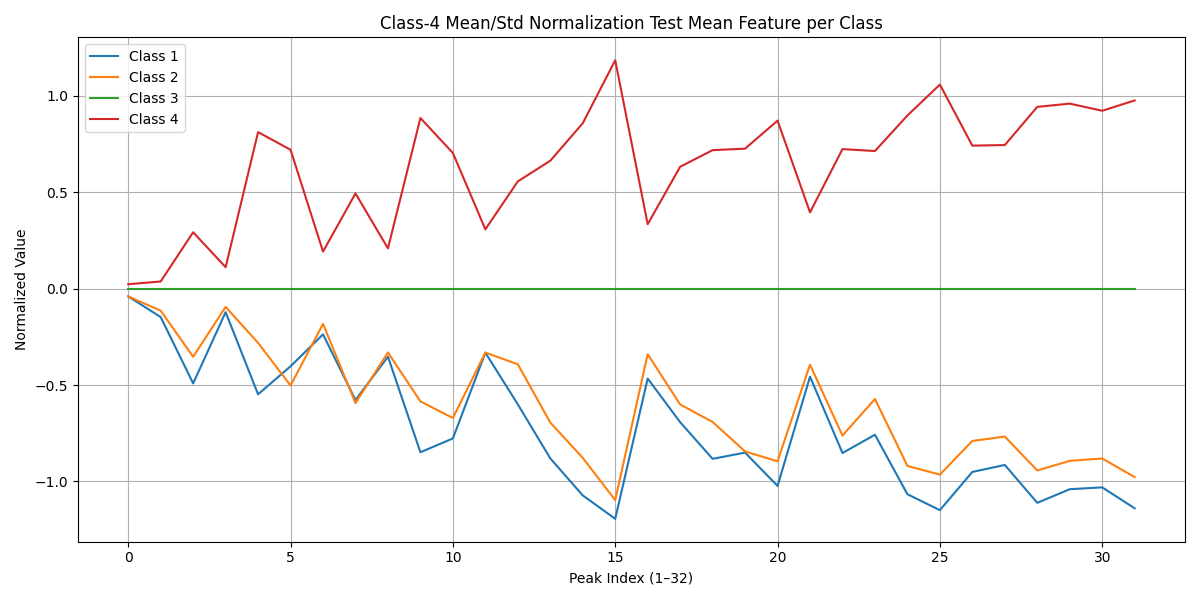 Class-4 Mean/Std Normalization Test Mean Feature per Class
Class 1
Class 2
Class 3
Class 4
Normalized Value
1.0
0.5
0.0
−0.5
−1.0
0 5 10 15 20 25 30
Peak Index (1–32)